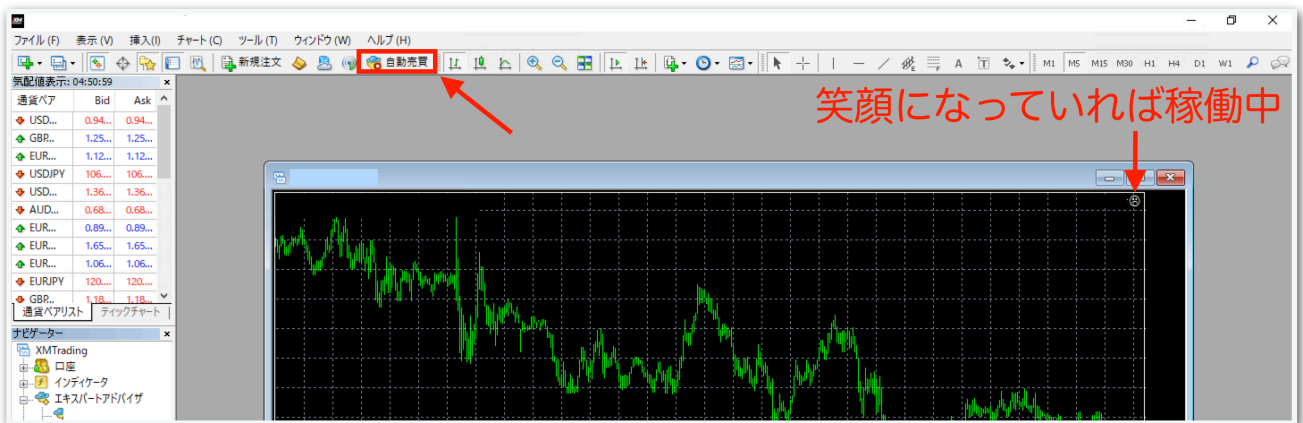 XM
ファイル (F) 表示 (V) 挿入(I) チャート (C) ツール (T) ウィンドウ (W) ヘルプ (H)
新規注文 自動売買 A T M1 M5 M15 M30 H1 H4 D1 W1
気配値表示: 04:50:59
通貨ペア Bid Ask
USD... 0.94... 0.94...
GBP... 1.25... 1.25...
EUR... 1.12... 1.12...
USDJPY 106.... 106....
USD... 1.36... 1.36...
AUD... 0.68... 0.68...
EUR... 0.89... 0.89...
EUR... 1.65... 1.65...
EUR... 1.06... 1.06...
EURJPY 120.... 120....
GBP... 1.18... 1.18...
通貨ペアリスト ティックチャート
ナビゲーター
XMTrading
口座
インディケータ
エキスパートアドバイザ
笑顔になっていれば稼働中